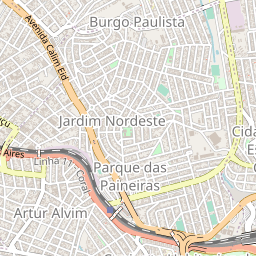 Burgo Paulista
Avenida Calim Eid
Jardim Nordeste
Cida
E
Aires
Linha 11-Coral
Parque das
Paineiras
Artur Alvim